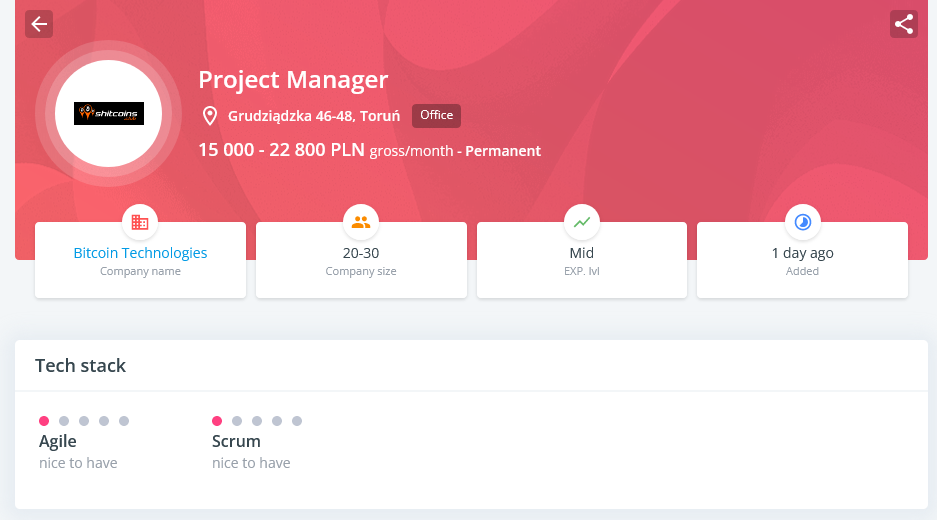 Project Manager
Grudziądzka 46-48, Toruń Office
15 000 - 22 800 PLN gross/month - Permanent
shitcoins
Bitcoin Technologies
Company name
20-30
Company size
Mid
EXP. lvl
1 day ago
Added
Tech stack
Agile
nice to have
Scrum
nice to have